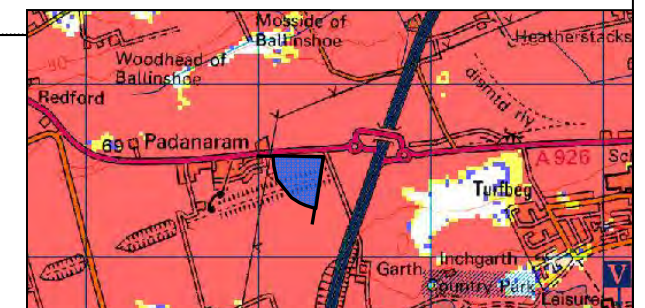 Mosside of
Ballinshoe
Heatherstacks
Woodhead of
Ballinshoe
Redford
dismtd rly
69 Padanaram
A 926
Sc
Turfbeg
Garth
Inchgarth
Country Park
V
Leisure